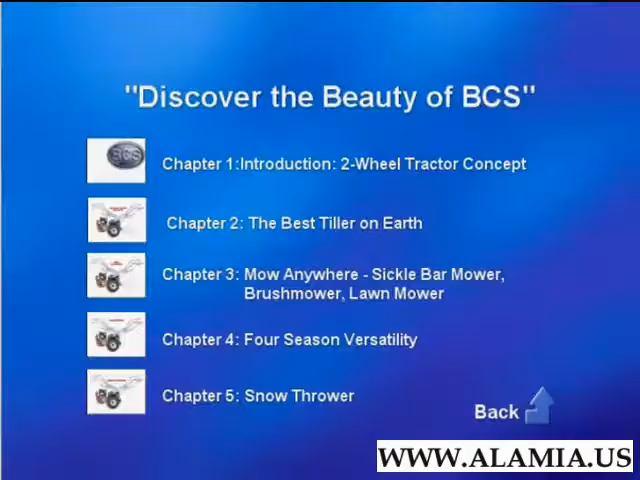 "Discover the Beauty of BCS"
BCS
Chapter 1:Introduction: 2-Wheel Tractor Concept
Chapter 2: The Best Tiller on Earth
Chapter 3: Mow Anywhere - Sickle Bar Mower,
Brushmower, Lawn Mower
Chapter 4: Four Season Versatility
Chapter 5: Snow Thrower
Back
WWW.ALAMIA.US